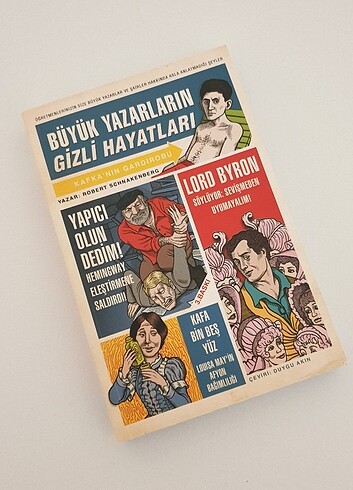 ÖĞRETMENLERİNİZİN SİZE BÜYÜK YAZARLAR VE ŞAİRLER HAKKINDA ASLA ANLATMADIĞI ŞEYLER
BÜYÜK YAZARLARIN
GİZLİ HAYATLARI
KAFKA'NIN GARDIROBU
YAZAR: ROBERT SCHNAKENBERG
YAPICI
OLUN
DEDİM!
HEMINGWAY
ELEŞTİRMENE
SALDIRDI!
LORD BYRON
SÖYLÜYOR: SEVİŞMEDEN
DYOMAYALIM!
3.BASKI
KAFA
BİN BEŞ
YÜZ
LOUISA MAY'İN
AFYON
BAĞIMLILIĞI
ÇEVİRİ: DUYGU AKIN